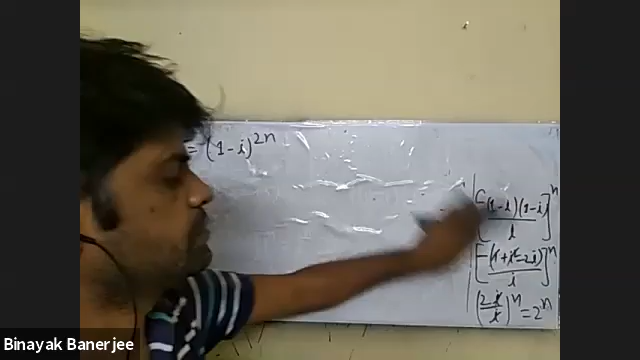 = (1-i)^{2n}
[-(1-i)(1-i)/i]^n
[-(1+i²-2i)/i]^n
(2i/i)^n = 2^n
Binayak Banerjee